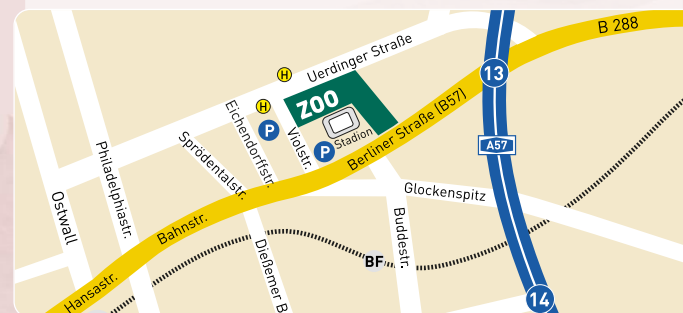 B 288
Uerdinger Straße
13
H
H
ZOO
P
P
Stadion
Violstr.
Eichendorffstr.
Sprödentalstr.
Berliner Straße (B57)
A57
Philadelphiastr.
Ostwall
Glockenspitz
Bahnstr.
Buddestr.
Dießemer B
BF
Hansastr.
14